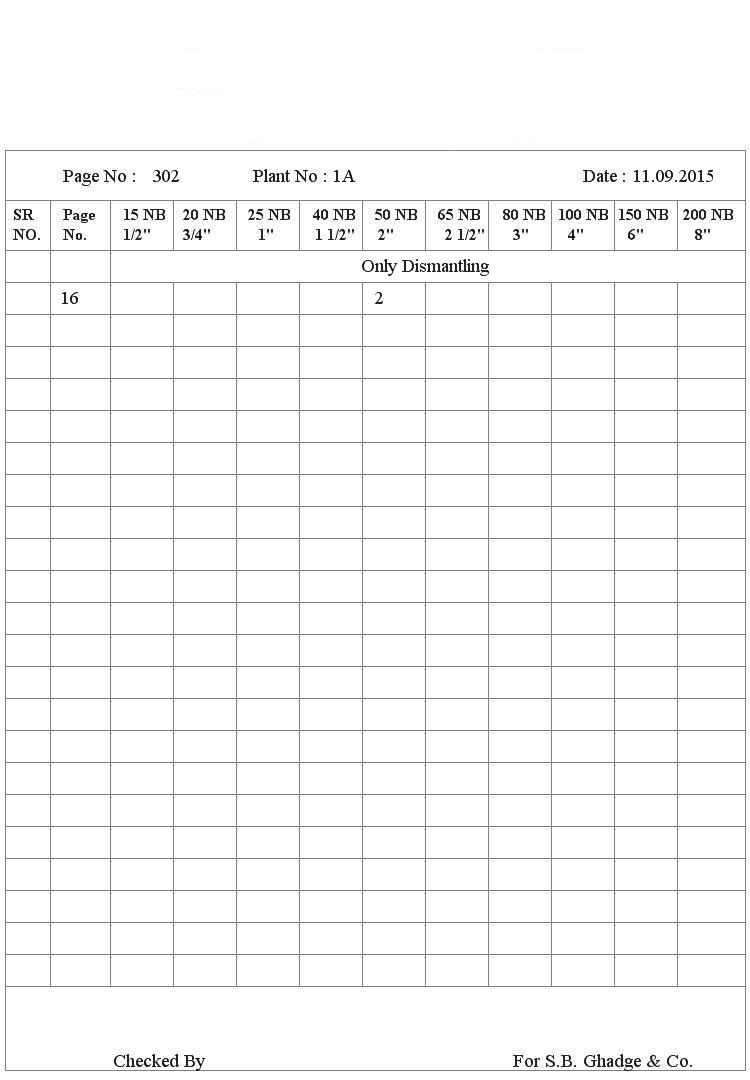 Page No : 302 Plant No : 1A Date : 11.09.2015
SR Page 15 NB 20 NB 25 NB 40 NB 50 NB 65 NB 80 NB 100 NB 150 NB 200 NB
NO. No. 1/2" 3/4" 1" 1 1/2" 2" 2 1/2" 3" 4" 6" 8"
Only Dismantling
16 2
Checked By For S.B. Ghadge & Co.